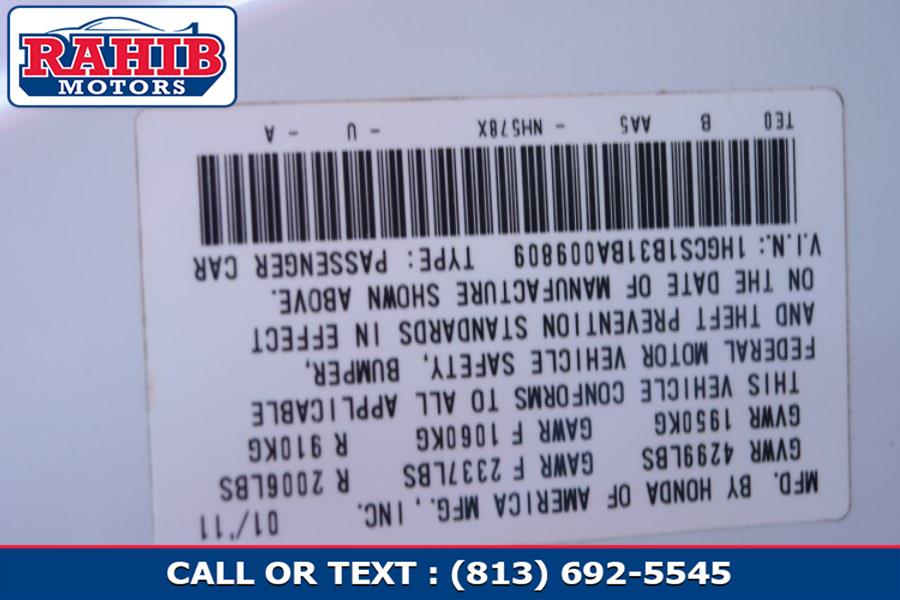 RAHIB
MOTORS
MFD. BY HONDA OF AMERICA MFG., INC. 01/'11
GVWR 4299LBS GAWR F 2337LBS R 2006LBS
GVWR 1950KG GAWR F 1060KG R 910KG
THIS VEHICLE CONFORMS TO ALL APPLICABLE
FEDERAL MOTOR VEHICLE SAFETY, BUMPER,
AND THEFT PREVENTION STANDARDS IN EFFECT
ON THE DATE OF MANUFACTURE SHOWN ABOVE.
V.I.N.: 1HGCS1B31BA009809 TYPE: PASSENGER CAR
TE0 B AA5 - NH578X - U - A
CALL OR TEXT : (813) 692-5545